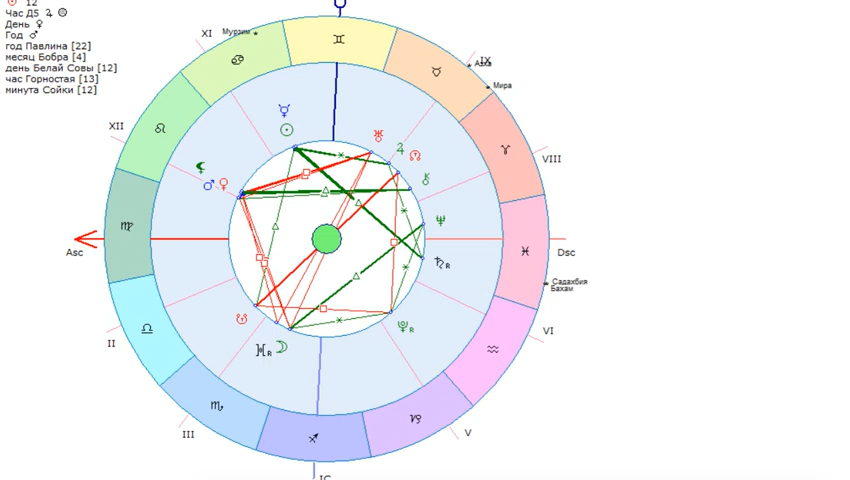 ☉ 12
Час Д5 ♃ ☺
День ♀
Год ♂
год Павлина [22]
месяц Бобра [4]
день Белай Совы [12]
час Горностая [13]
минута Сойки [12]
XI Мурзим
IX
Мира
XII
VIII
Asc
Dsc
Садахбия
Бахам
II
VI
III
V
IC